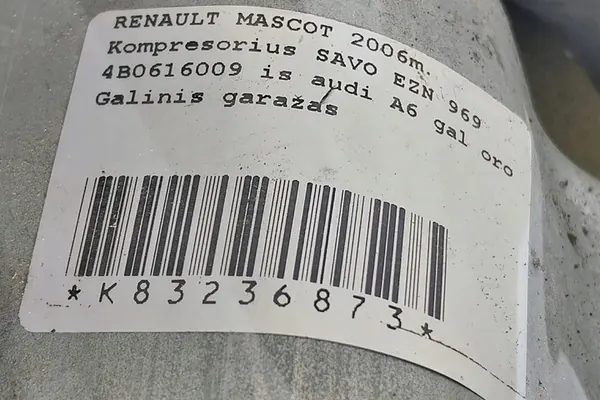 RENAULT MASCOT 2006m.
Kompresorius SAVO EZN 969
4B0616009 is audi A6 gal oro
Galinis garažas
*K83236873*